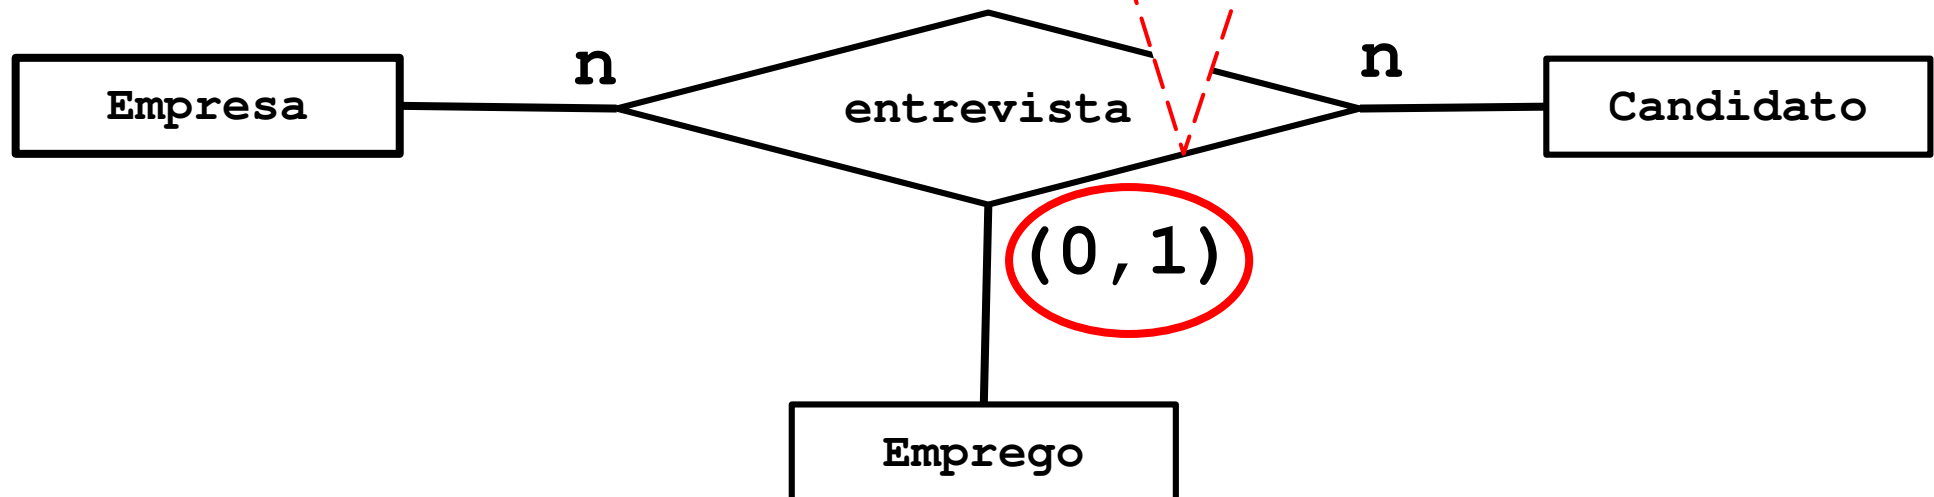 n
n
Empresa
entrevista
Candidato
(0,1)
Emprego